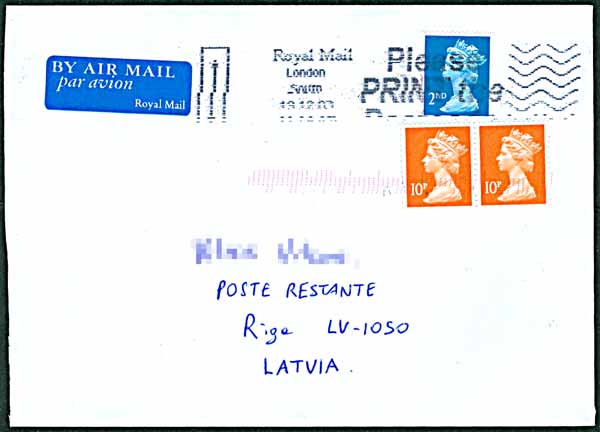 BY AIR MAIL
par avion
Royal Mail
Royal Mail
London
South
Please
PRINT
2ND
10P
10P
POSTE RESTANTE
Riga LV-1050
LATVIA.